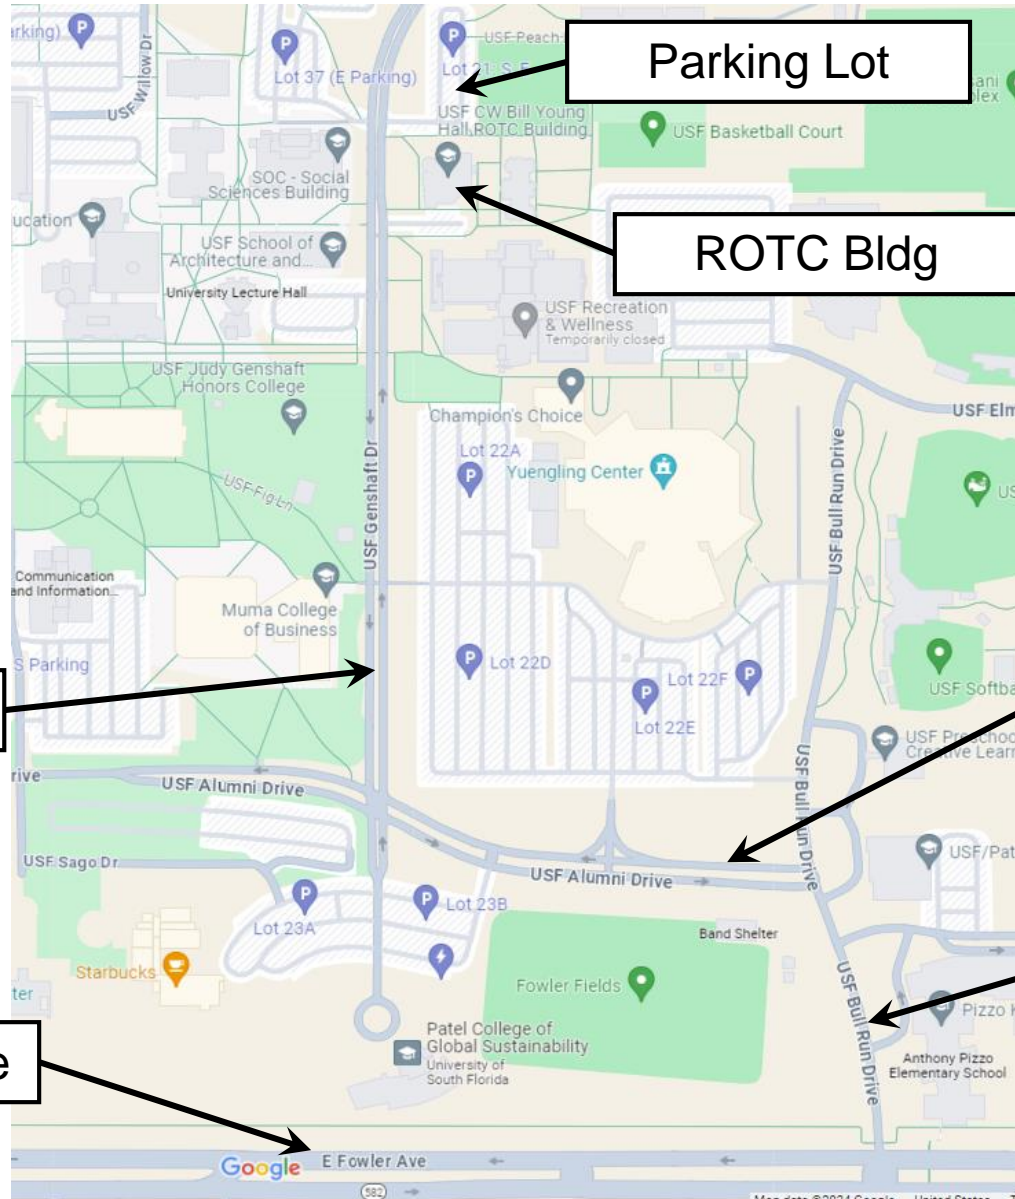 arking)
Lot 37 (E Parking)
USF Willow Dr
USF Peach
Parking Lot
Lot 21: S, E
USF CW Bill Young
Hall ROTC Building
USF Basketball Court
SOC - Social
Sciences Building
ucation
USF School of
Architecture and...
University Lecture Hall
ROTC Bldg
USF Recreation
& Wellness
Temporarily closed
USF Judy Genshaft
Honors College
Champion's Choice
USF Elm
USF Bull Run Drive
Lot 22A
Yuengling Center
US
USF Fig Ln
USF Genshaft Dr
Communication
and Information...
Muma College
of Business
S Parking
Lot 22D
Lot 22F
Lot 22E
USF Softba
USF Preschoo
Creative Learn
rive
USF Alumni Drive
USF Bull Run Drive
USF Sago Dr
USF Alumni Drive
USF/Pat
Lot 23A
Lot 23B
Band Shelter
Starbucks
Fowler Fields
ter
USF Bull Run Drive
Pizzo K
Patel College of
Global Sustainability
University of
South Florida
Anthony Pizzo
Elementary School
e
Google
E Fowler Ave
582
Map data ©2024 Google
United States